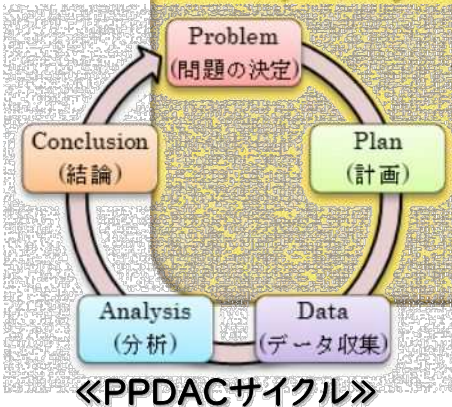 Problem
(問題の決定)
Plan
(計画)
Data
(データ収集)
Analysis
(分析)
Conclusion
(結論)
≪PPDACサイクル≫